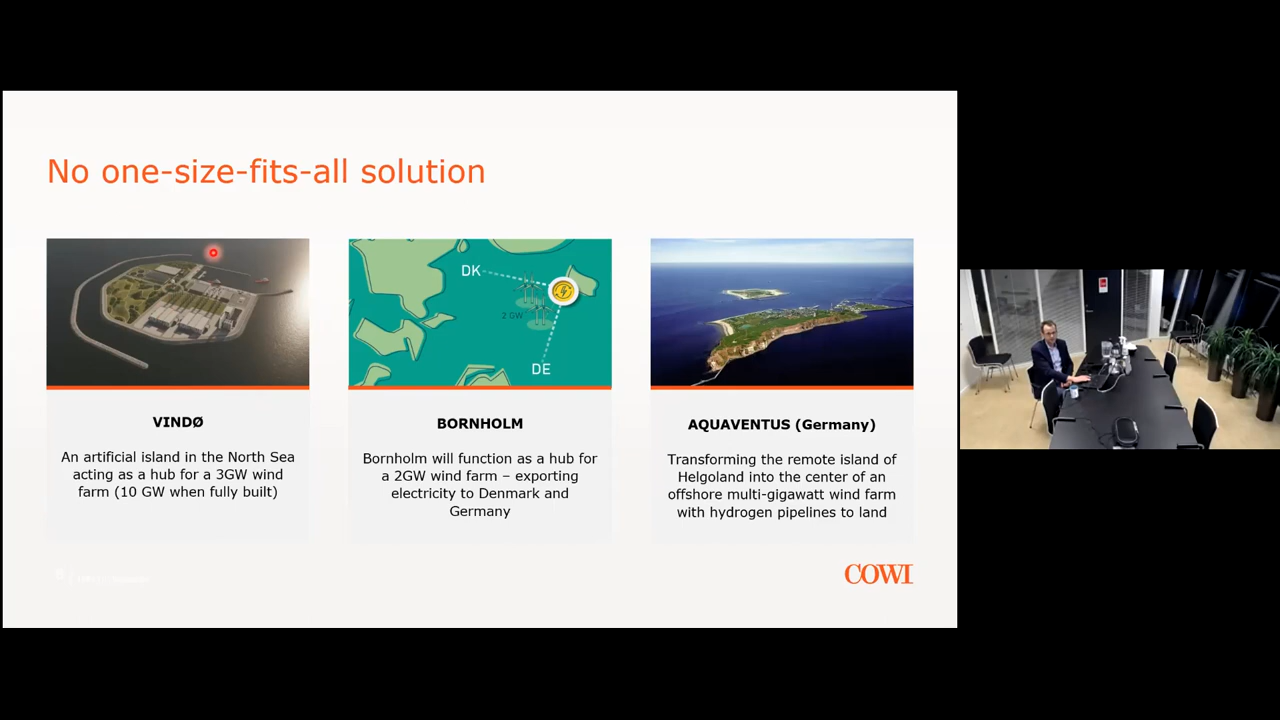 No one-size-fits-all solution
DK
2 GW
DE
VINDØ
An artificial island in the North Sea
acting as a hub for a 3GW wind
farm (10 GW when fully built)
BORNHOLM
Bornholm will function as a hub for
a 2GW wind farm – exporting
electricity to Denmark and
Germany
AQUAVENTUS (Germany)
Transforming the remote island of
Helgoland into the center of an
offshore multi-gigawatt wind farm
with hydrogen pipelines to land
COWI